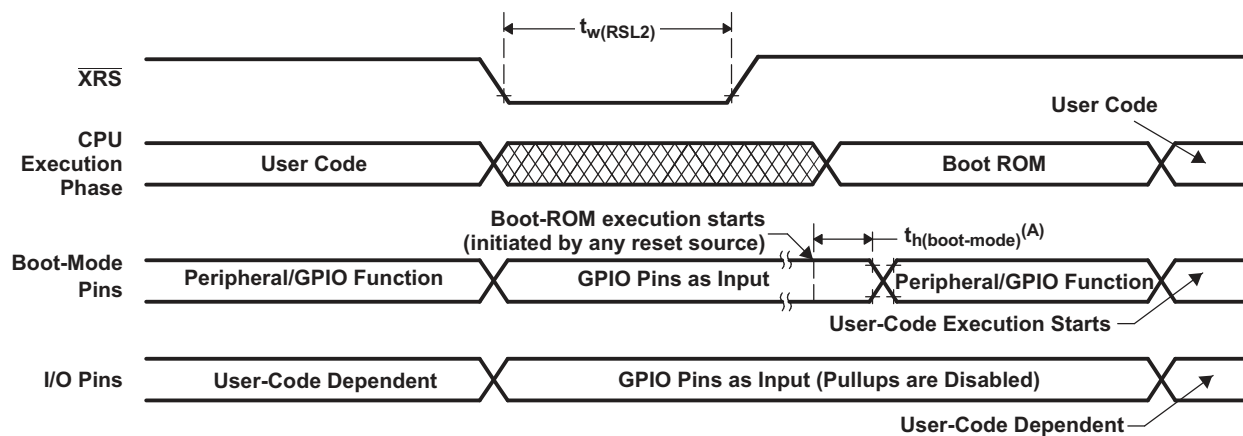 tw(RSL2)
XRS
User Code
CPU
Execution
Phase
User Code
Boot ROM
Boot-ROM execution starts
(initiated by any reset source)
th(boot-mode)(A)
Boot-Mode
Pins
Peripheral/GPIO Function
GPIO Pins as Input
Peripheral/GPIO Function
User-Code Execution Starts
I/O Pins
User-Code Dependent
GPIO Pins as Input (Pullups are Disabled)
User-Code Dependent